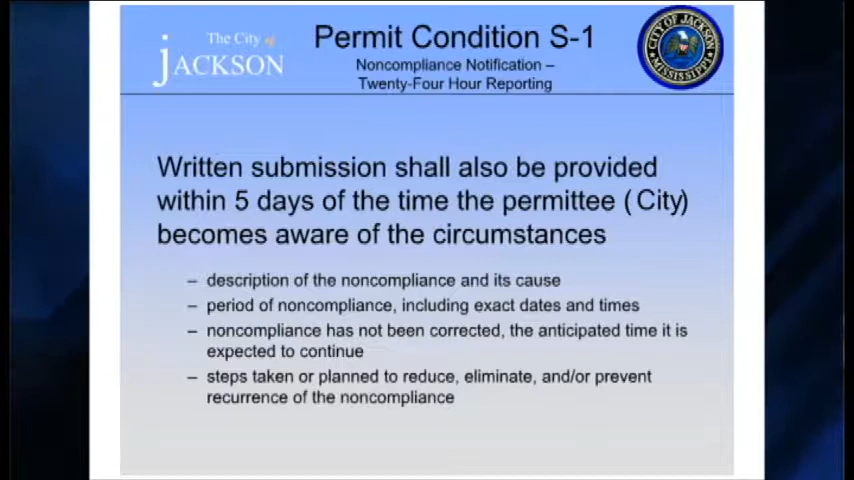 The City of
jACKSON
Permit Condition S-1
Noncompliance Notification –
Twenty-Four Hour Reporting
CITY OF JACKSON
MISSISSIPPI
Written submission shall also be provided
within 5 days of the time the permittee (City)
becomes aware of the circumstances
– description of the noncompliance and its cause
– period of noncompliance, including exact dates and times
– noncompliance has not been corrected, the anticipated time it is
expected to continue
– steps taken or planned to reduce, eliminate, and/or prevent
recurrence of the noncompliance